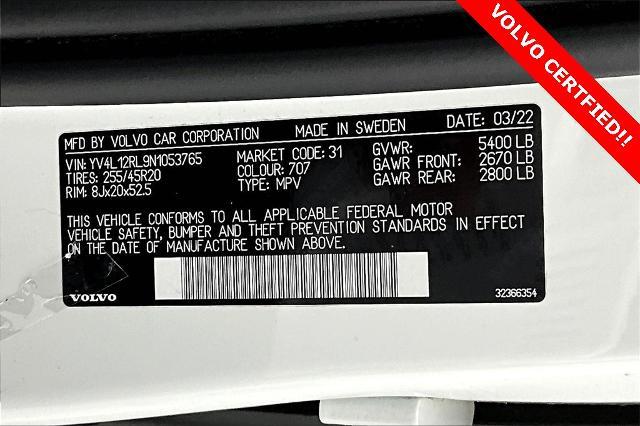 VOLVO CERTFIED!!
MFD BY VOLVO CAR CORPORATION MADE IN SWEDEN DATE: 03/22
VIN: YV4L12RL9N1053765 MARKET CODE: 31 GVWR: 5400 LB
TIRES: 255/45R20 COLOUR: 707 GAWR FRONT: 2670 LB
RIM: 8Jx20x52.5 TYPE: MPV GAWR REAR: 2800 LB
THIS VEHICLE CONFORMS TO ALL APPLICABLE FEDERAL MOTOR
VEHICLE SAFETY, BUMPER AND THEFT PREVENTION STANDARDS IN EFFECT
ON THE DATE OF MANUFACTURE SHOWN ABOVE.
VOLVO 32366354